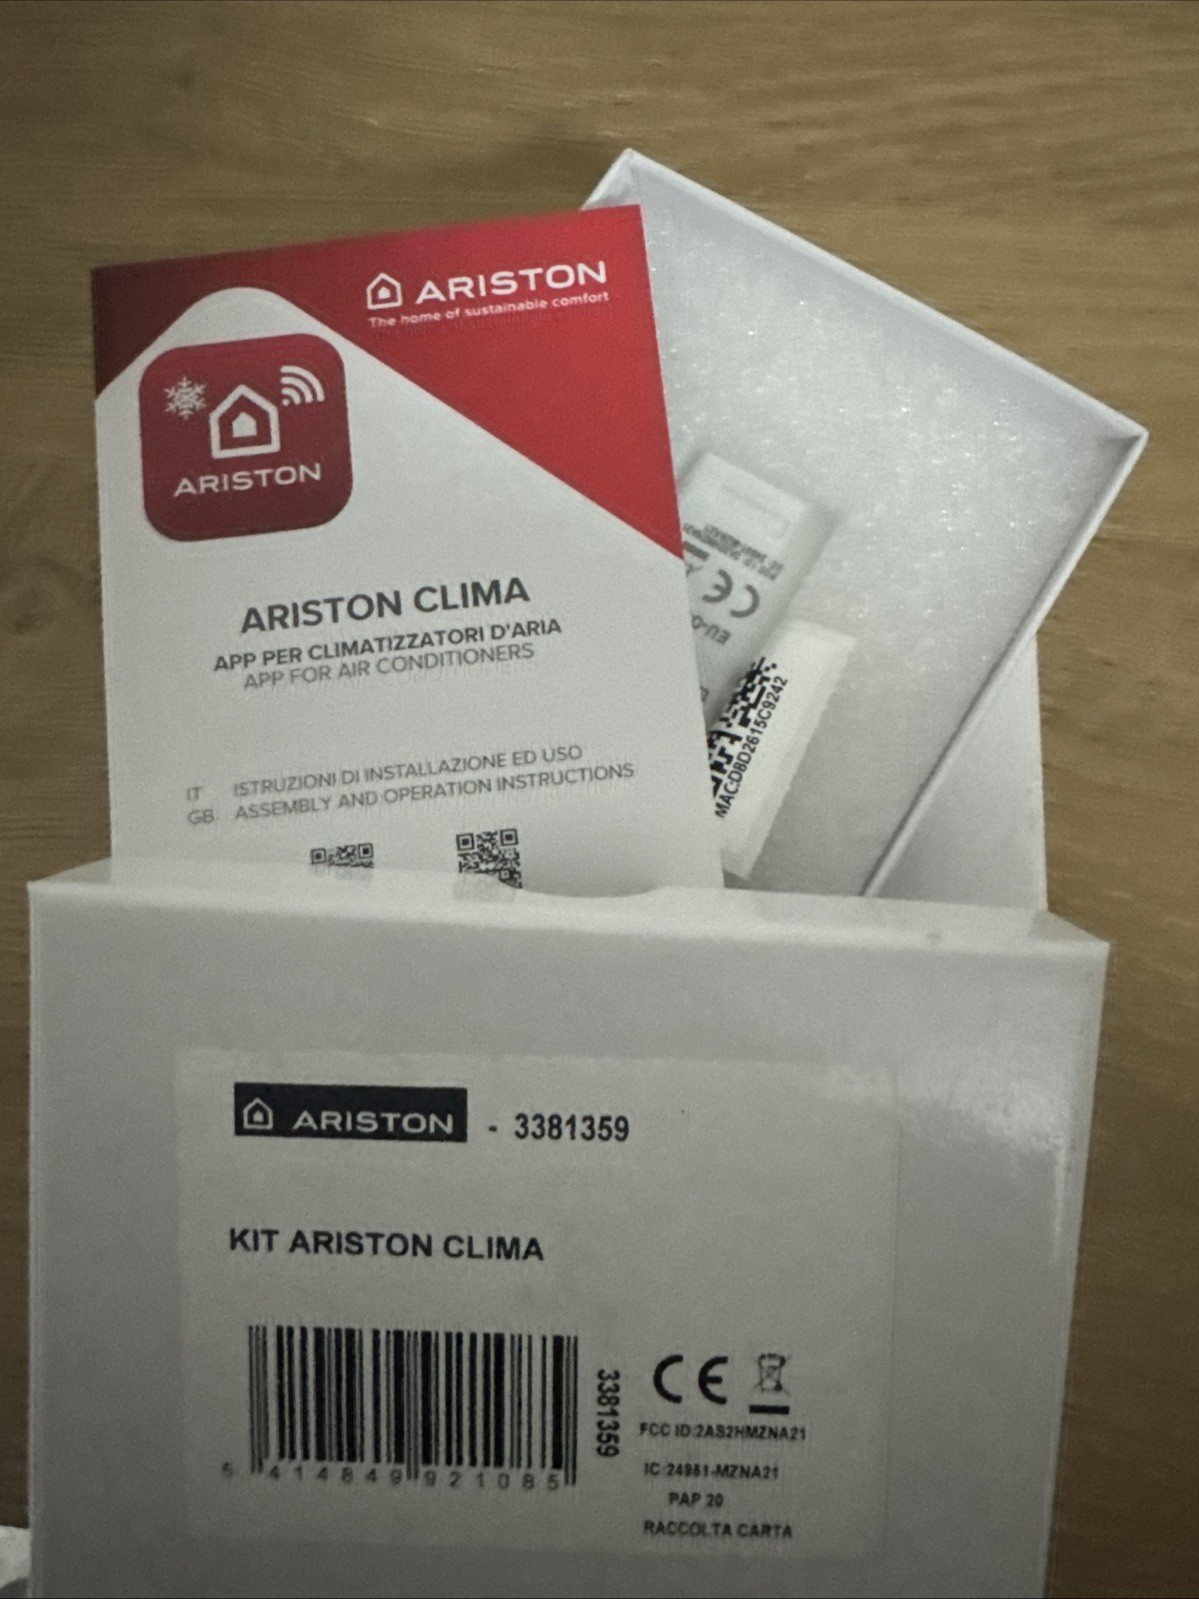 ARISTON
The home of sustainable comfort
ARISTON
ARISTON CLIMA
APP PER CLIMATIZZATORI D'ARIA
APP FOR AIR CONDITIONERS
IT ISTRUZIONI DI INSTALLAZIONE ED USO
GB ASSEMBLY AND OPERATION INSTRUCTIONS
CE
MAC:D8D2615C9242
ARISTON - 3381359
KIT ARISTON CLIMA
5 414849 921085
3381359
CE
FCC ID:2AS2HMZNA21
IC:24951-MZNA21
PAP 20
RACCOLTA CARTA